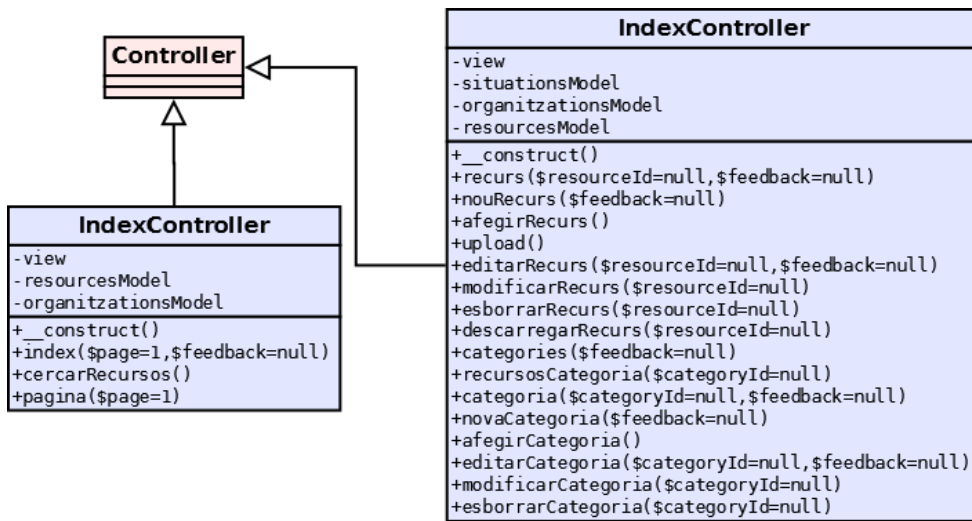 Controller
IndexController
-view
-resourcesModel
-organitzationsModel
+__construct()
+index($page=1,$feedback=null)
+cercarRecursos()
+pagina($page=1)
IndexController
-view
-situationsModel
-organitzationsModel
-resourcesModel
+__construct()
+recurs($resourceId=null,$feedback=null)
+nouRecurs($feedback=null)
+afegirRecurs()
+upload()
+editarRecurs($resourceId=null,$feedback=null)
+modificarRecurs($resourceId=null)
+esborrarRecurs($resourceId=null)
+descarregarRecurs($resourceId=null)
+categories($feedback=null)
+recursosCategoria($categoryId=null)
+categoria($categoryId=null,$feedback=null)
+novaCategoria($feedback=null)
+afegirCategoria()
+editarCategoria($categoryId=null,$feedback=null)
+modificarCategoria($categoryId=null)
+esborrarCategoria($categoryId=null)